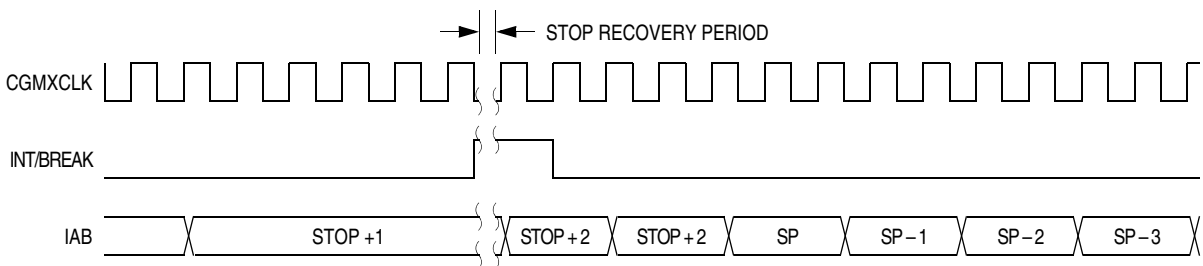 STOP RECOVERY PERIOD
CGMXCLK
INT/BREAK
IAB STOP +1 STOP + 2 STOP + 2 SP SP – 1 SP – 2 SP – 3